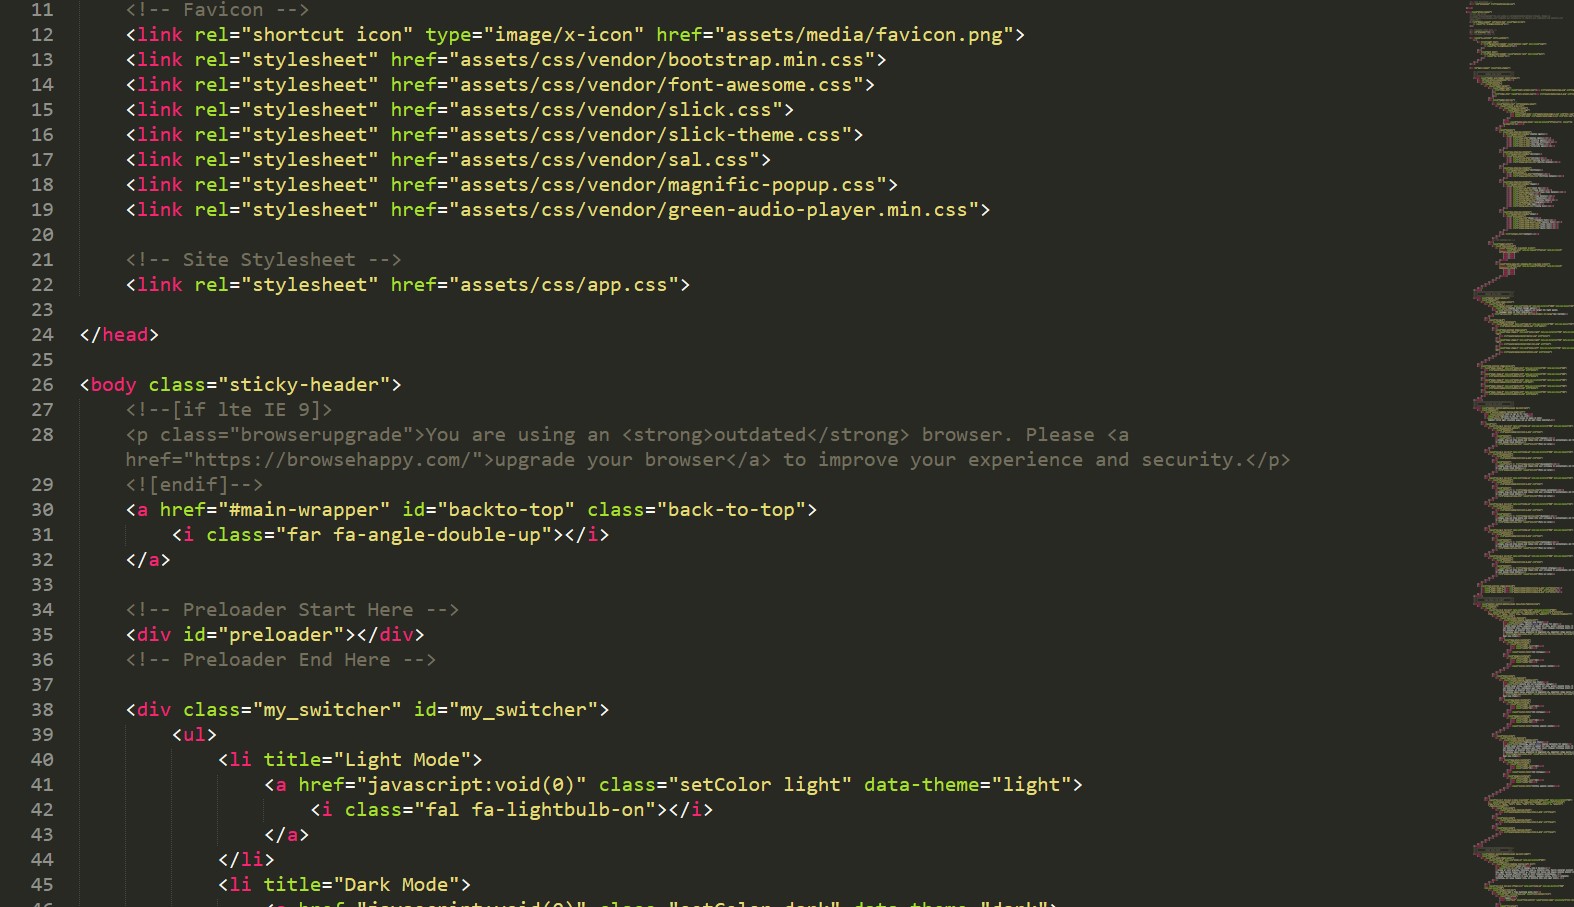 11 <!-- Favicon -->
12 <link rel="shortcut icon" type="image/x-icon" href="assets/media/favicon.png">
13 <link rel="stylesheet" href="assets/css/vendor/bootstrap.min.css">
14 <link rel="stylesheet" href="assets/css/vendor/font-awesome.css">
15 <link rel="stylesheet" href="assets/css/vendor/slick.css">
16 <link rel="stylesheet" href="assets/css/vendor/slick-theme.css">
17 <link rel="stylesheet" href="assets/css/vendor/sal.css">
18 <link rel="stylesheet" href="assets/css/vendor/magnific-popup.css">
19 <link rel="stylesheet" href="assets/css/vendor/green-audio-player.min.css">
20
21 <!-- Site Stylesheet -->
22 <link rel="stylesheet" href="assets/css/app.css">
23
24 </head>
25
26 <body class="sticky-header">
27 <!--[if lte IE 9]>
28 <p class="browserupgrade">You are using an <strong>outdated</strong> browser. Please <a
href="https://browsehappy.com/">upgrade your browser</a> to improve your experience and security.</p>
29 <![endif]-->
30 <a href="#main-wrapper" id="backto-top" class="back-to-top">
31 <i class="far fa-angle-double-up"></i>
32 </a>
33
34 <!-- Preloader Start Here -->
35 <div id="preloader"></div>
36 <!-- Preloader End Here -->
37
38 <div class="my_switcher" id="my_switcher">
39 <ul>
40 <li title="Light Mode">
41 <a href="javascript:void(0)" class="setColor light" data-theme="light">
42 <i class="fal fa-lightbulb-on"></i>
43 </a>
44 </li>
45 <li title="Dark Mode">
46 <a href="javascript:void(0)" class="setColor dark" data-theme="dark">